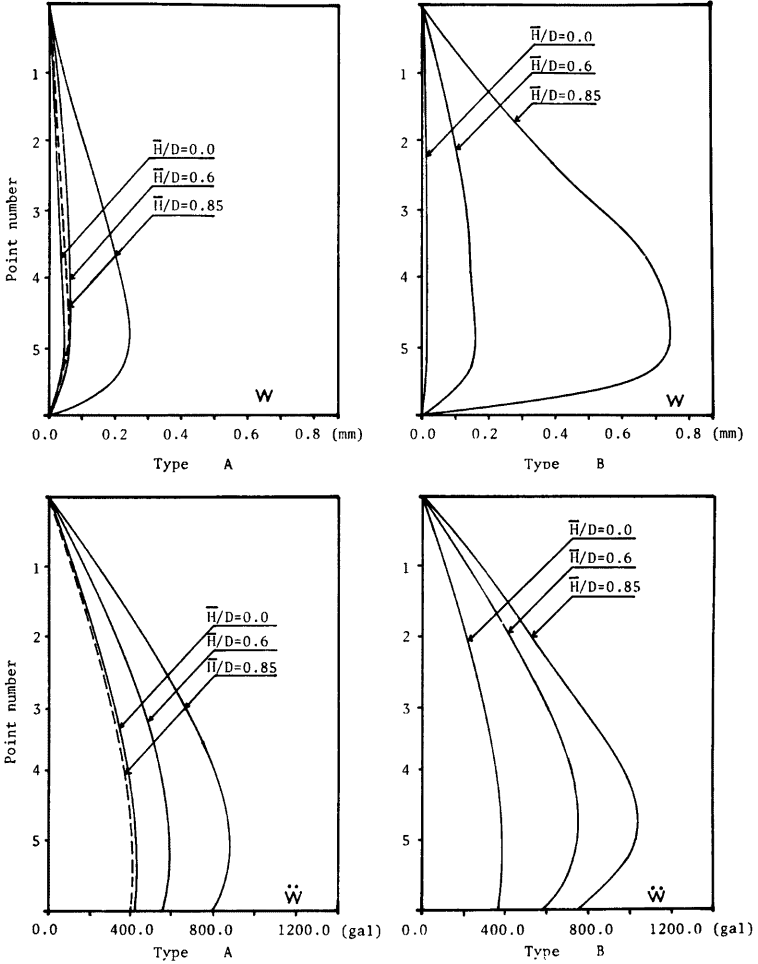 H̅/D=0.0
H̅/D=0.6
H̅/D=0.85
Point number
1
2
3
4
5
W
0.0 0.2 0.4 0.6 0.8 (mm)
Type A
H̅/D=0.0
H̅/D=0.6
H̅/D=0.85
1
2
3
4
5
W
0.0 0.2 0.4 0.6 0.8 (mm)
Type B
H̅/D=0.0
H̅/D=0.6
H̅/D=0.85
Point number
1
2
3
4
5
Ẅ
0.0 400.0 800.0 1200.0 (gal)
Type A
H̅/D=0.0
H̅/D=0.6
H̅/D=0.85
1
2
3
4
5
Ẅ
0.0 400.0 800.0 1200.0 (gal)
Type B